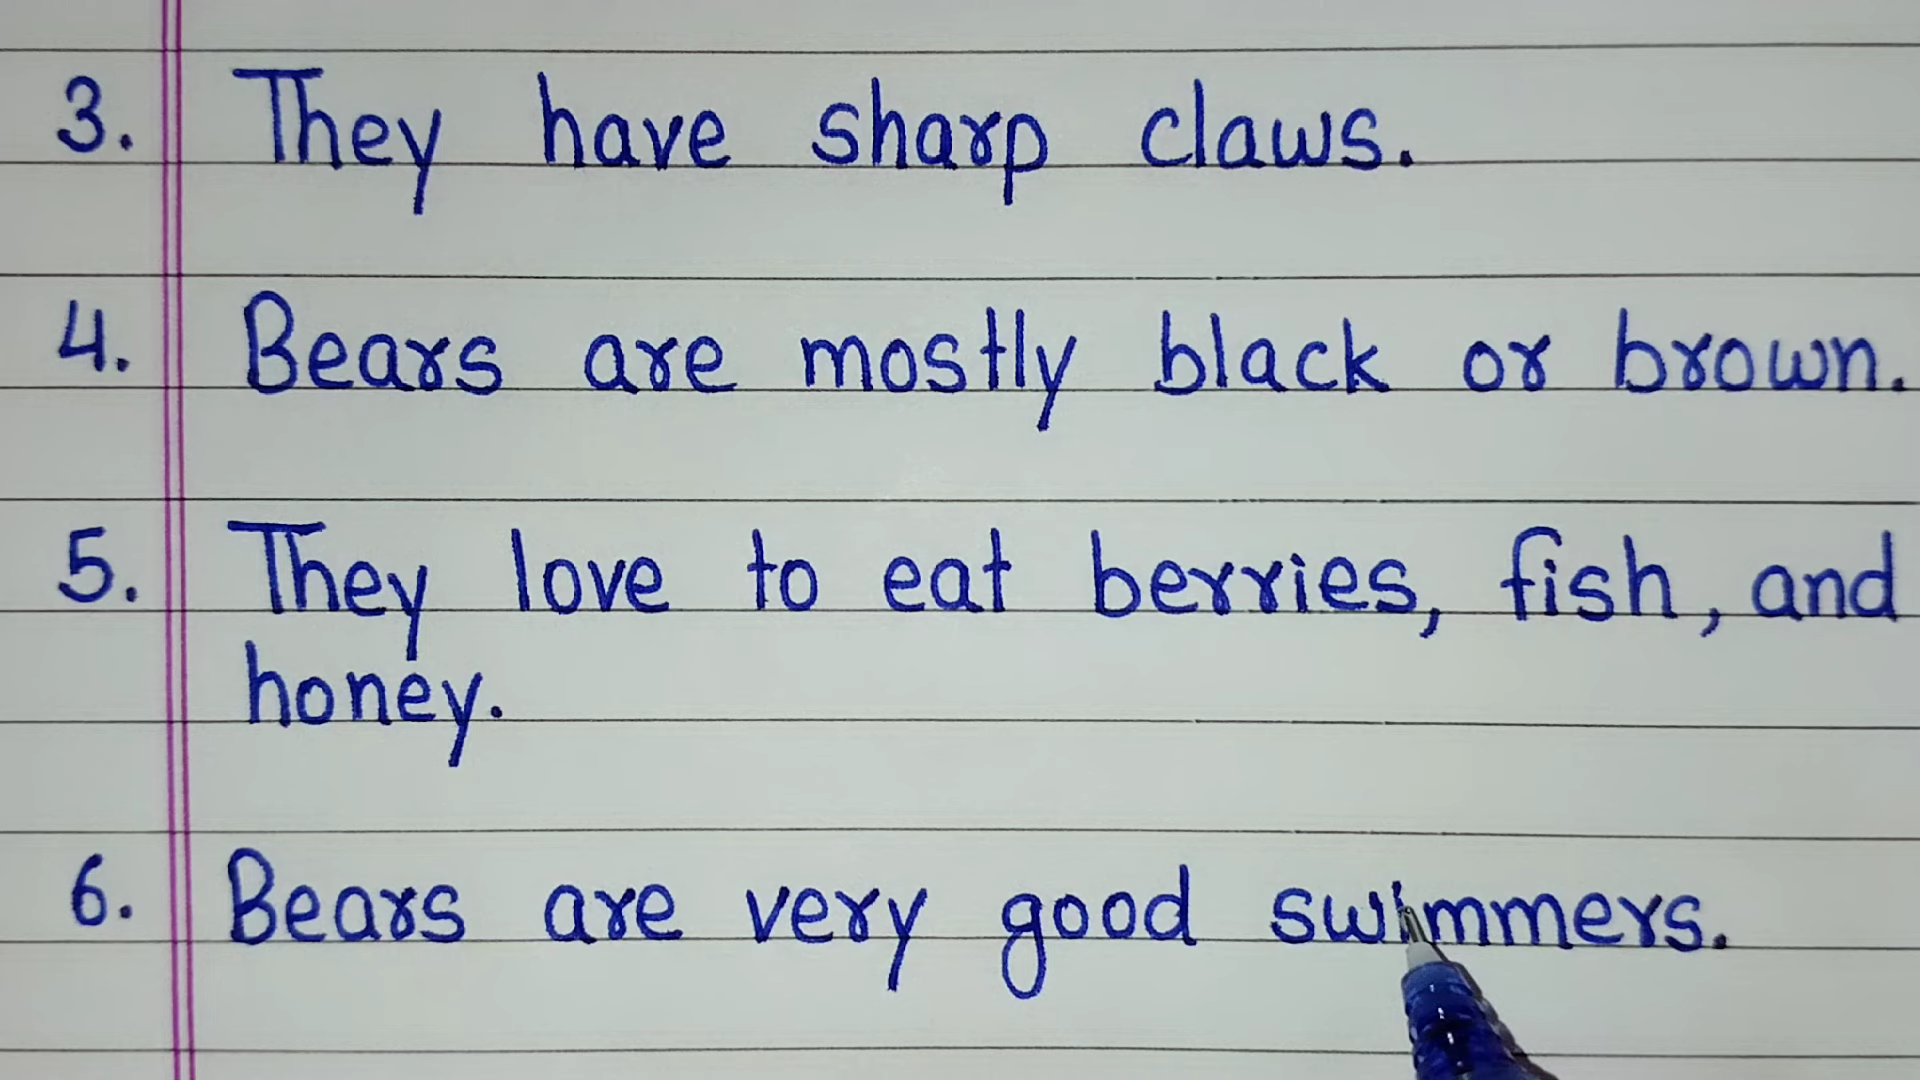 3. They have sharp claws.
4. Bears are mostly black or brown.
5. They love to eat berries, fish, and
honey.
6. Bears are very good swimmers.